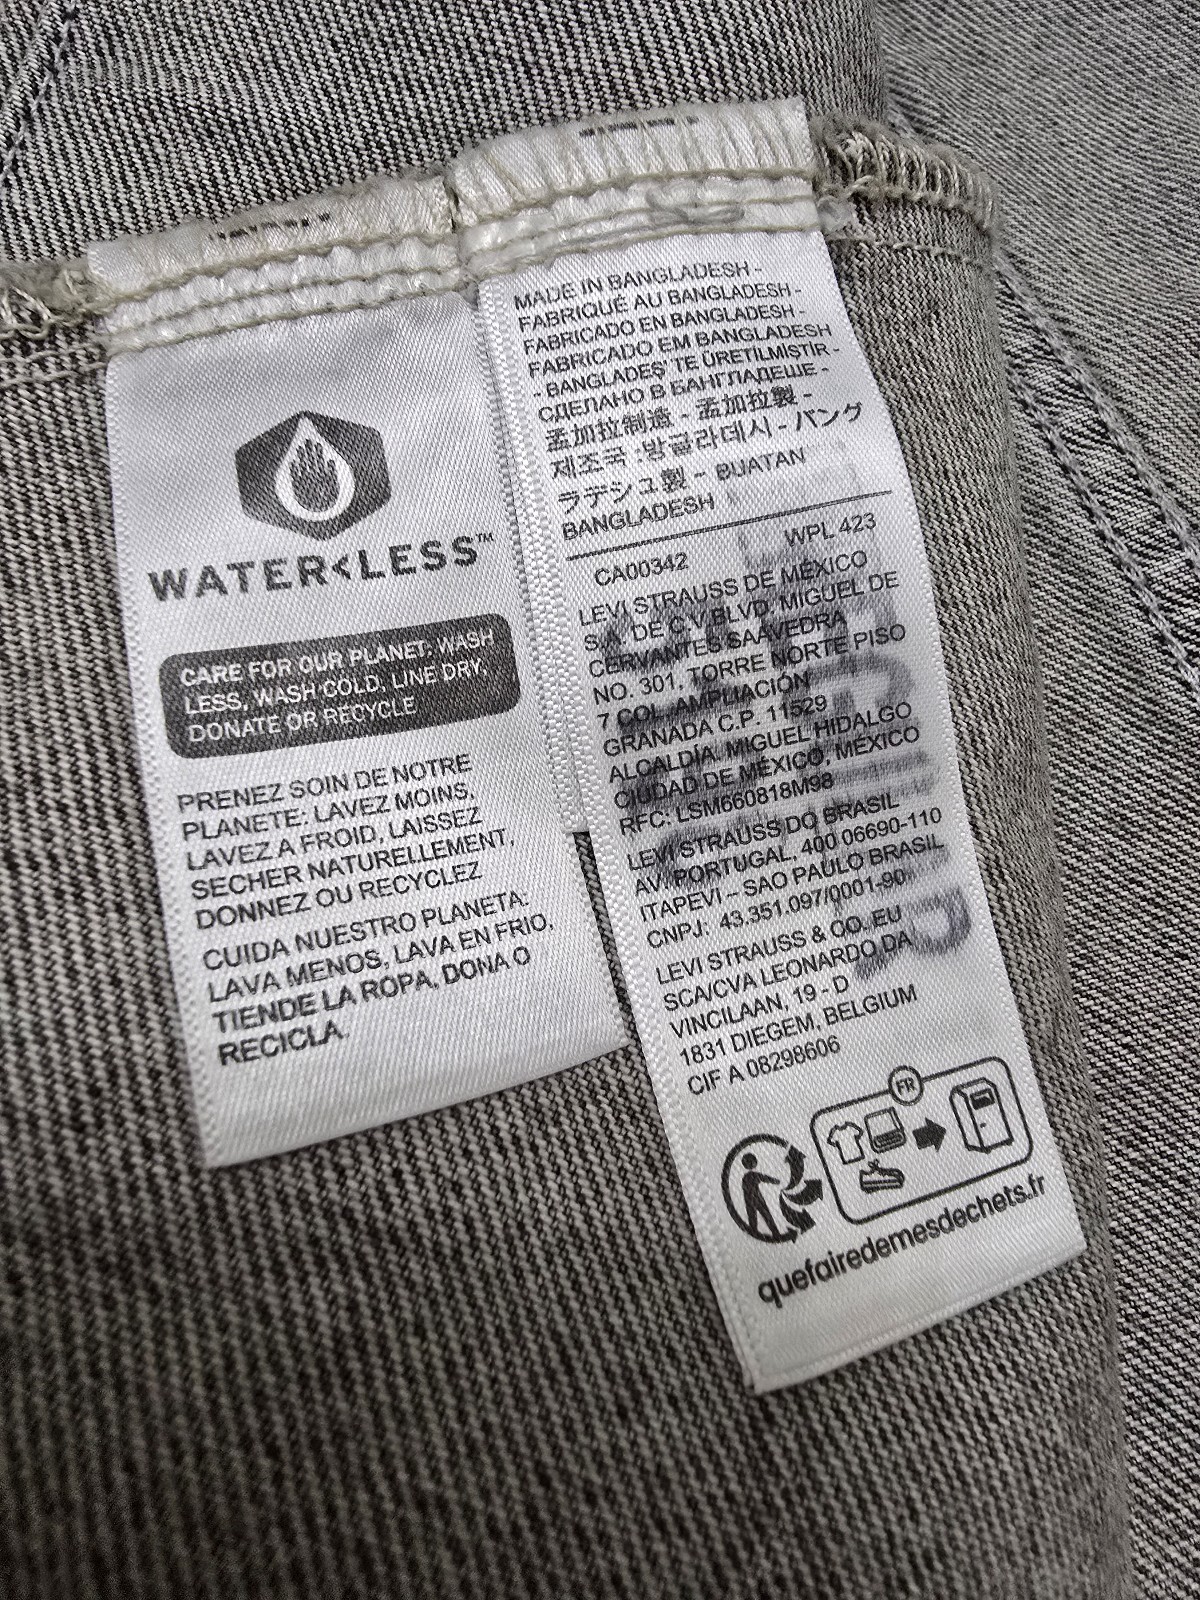 WATER<LESS™
CARE FOR OUR PLANET: WASH
LESS, WASH COLD, LINE DRY,
DONATE OR RECYCLE
PRENEZ SOIN DE NOTRE
PLANETE: LAVEZ MOINS,
LAVEZ A FROID, LAISSEZ
SECHER NATURELLEMENT,
DONNEZ OU RECYCLEZ
CUIDA NUESTRO PLANETA:
LAVA MENOS, LAVA EN FRIO,
TIENDE LA ROPA, DONA O
RECICLA.
MADE IN BANGLADESH -
FABRIQUÉ AU BANGLADESH -
FABRICADO EN BANGLADESH -
FABRICADO EM BANGLADESH
- BANGLADEŞ'TE ÜRETILMISTIR -
СДЕЛАНО В БАНГЛАДЕШЕ -
孟加拉制造 - 孟加拉製 -
제조국 :방글라데시 - バング
ラデシュ製 - BUATAN
BANGLADESH
CA00342 WPL 423
LEVI STRAUSS DE MÉXICO
S.A. DE C.V BLVD. MIGUEL DE
CERVANTES SAAVEDRA
NO. 301, TORRE NORTE PISO
7 COL. AMPLIACIÓN
GRANADA C.P. 11529
ALCALDÍA. MIGUEL HIDALGO
CIUDAD DE MÉXICO, MÉXICO
RFC: LSM660818M98
LEVI STRAUSS DO BRASIL
AV. PORTUGAL, 400 06690-110
ITAPEVI – SAO PAULO BRASIL
CNPJ: 43.351.097/0001-90
LEVI STRAUSS & CO. EU
SCA/CVA LEONARDO DA
VINCILAAN, 19 - D
1831 DIEGEM, BELGIUM
CIF A 08298606
FR
quefairedemesdechets.fr